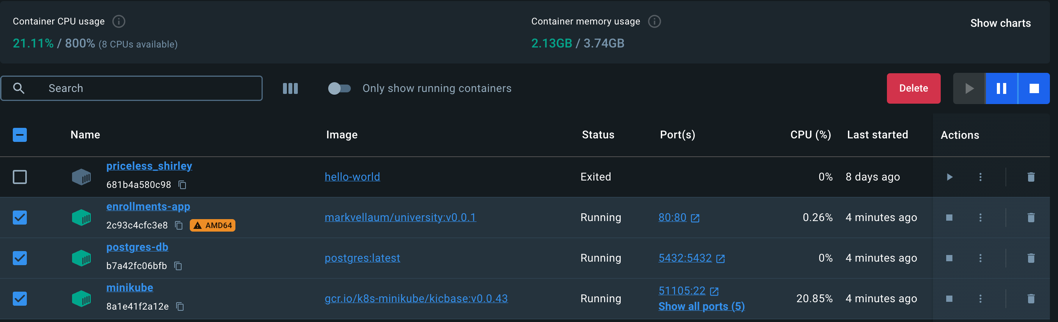 Container CPU usage
21.11% / 800% (8 CPUs available)
Container memory usage
2.13GB / 3.74GB
Show charts
Search
Only show running containers
Delete
Name Image Status Port(s) CPU (%) Last started Actions
priceless_shirley
681b4a580c98
hello-world Exited 0% 8 days ago
enrollments-app
2c93c4cfc3e8 AMD64
markvellaum/university:v0.0.1 Running 80:80 0.26% 4 minutes ago
postgres-db
b7a42fc06bfb
postgres:latest Running 5432:5432 0% 4 minutes ago
minikube
8a1e41f2a12e
gcr.io/k8s-minikube/kicbase:v0.0.43 Running 51105:22 20.85% 4 minutes ago
Show all ports (5)